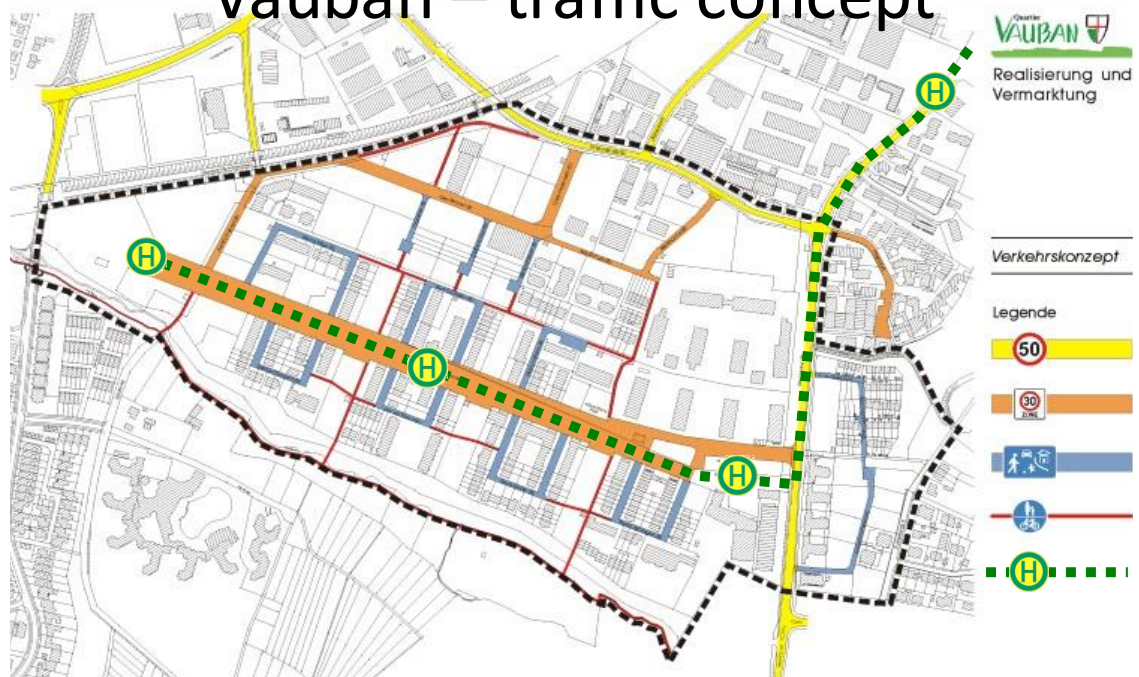 Vauban – traffic concept
Quartier
VAUBAN
Realisierung und
Vermarktung
Verkehrskonzept
Legende
50
30
ZONE
H
H
H
H
H